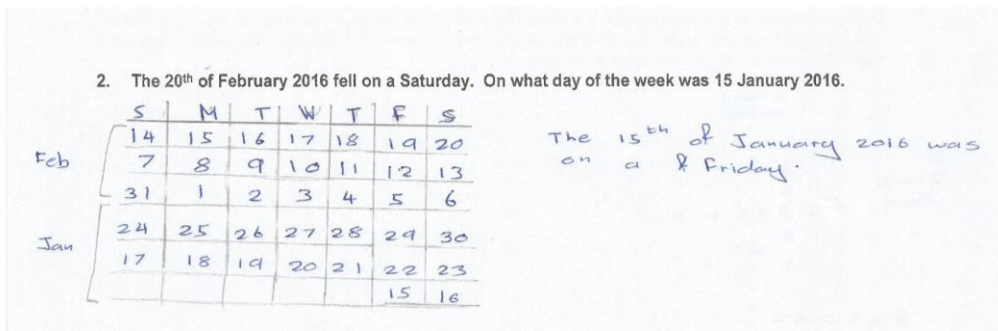 2. The 20th of February 2016 fell on a Saturday. On what day of the week was 15 January 2016.
S M T W T F S
14 15 16 17 18 19 20
Feb 7 8 9 10 11 12 13
31 1 2 3 4 5 6
24 25 26 27 28 29 30
Jan
17 18 19 20 21 22 23
15 16
The 15th of January 2016 was
on a Friday.